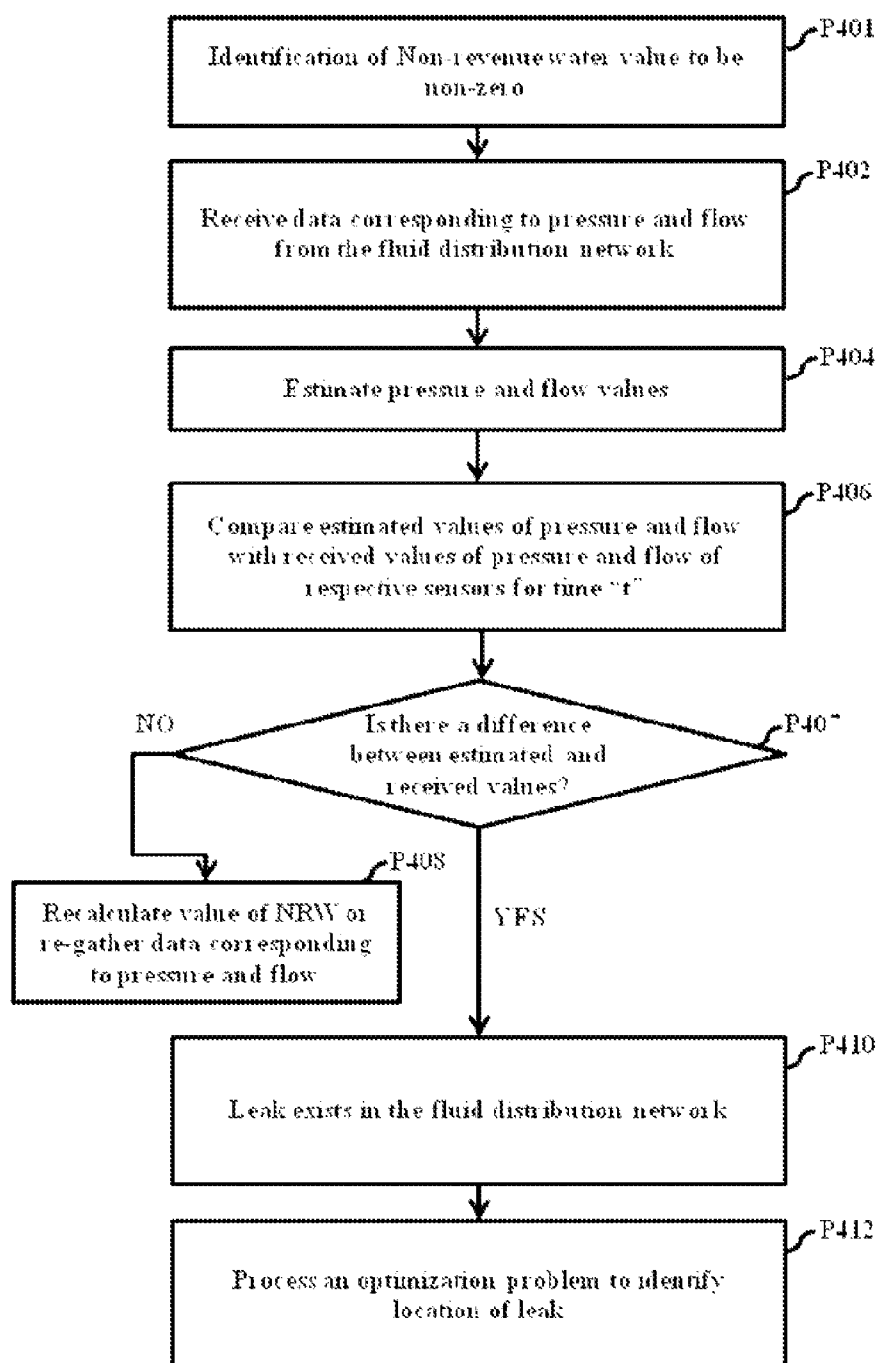 P401
Identification of Non-revenue water value to be
non-zero
P402
Receive data corresponding to pressure and flow
from the fluid distribution network
P404
Estimate pressure and flow values
P406
Compare estimated values of pressure and flow
with received values of pressure and flow of
respective sensors for time "t"
NO
Is there a difference
between estimated and
received values?
P407
P408
Recalculate value of NRW or
re-gather data corresponding
to pressure and flow
YES
P410
Leak exists in the fluid distribution network
P412
Process an optimization problem to identify
location of leak